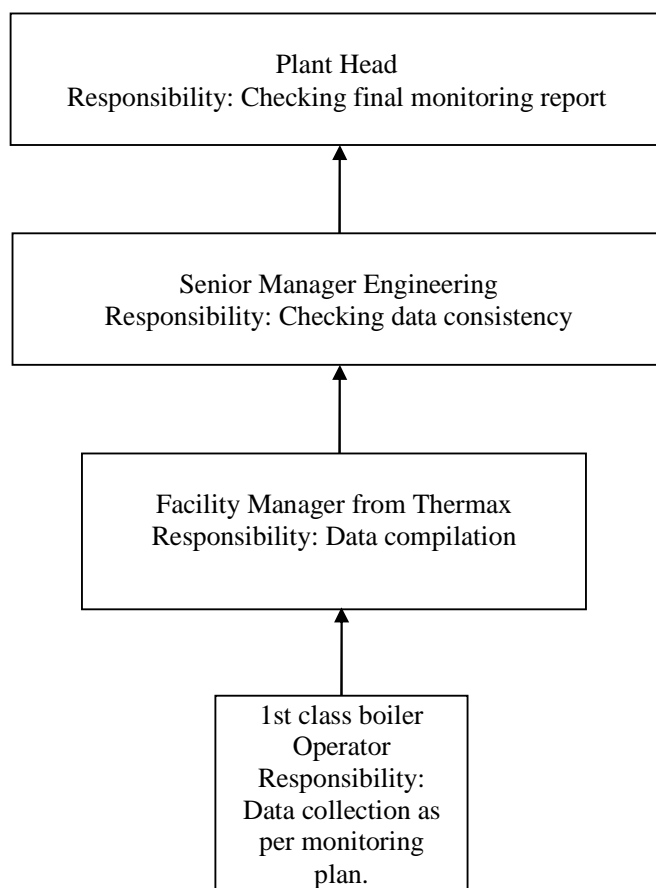 Plant Head
Responsibility: Checking final monitoring report
Senior Manager Engineering
Responsibility: Checking data consistency
Facility Manager from Thermax
Responsibility: Data compilation
1st class boiler
Operator
Responsibility:
Data collection as
per monitoring
plan.